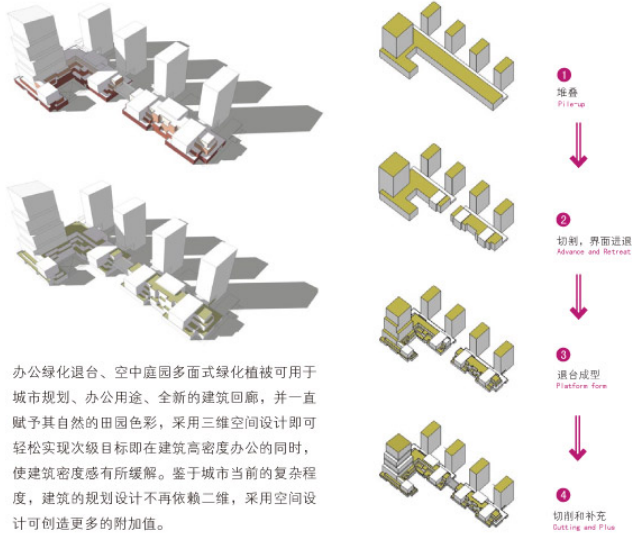 办公绿化退台、空中庭园多面式绿化植被可用于
城市规划、办公用途、全新的建筑回廊，并一直
赋予其自然的田园色彩，采用三维空间设计即可
轻松实现次级目标即在建筑高密度办公的同时，
使建筑密度感有所缓解。鉴于城市当前的复杂程
度，建筑的规划设计不再依赖二维，采用空间设
计可创造更多的附加值。
1
堆叠
Pile-up
2
切割，界面进退
Advance and Retreat
3
退台成型
Platform form
4
切削和补充
Cutting and Plus